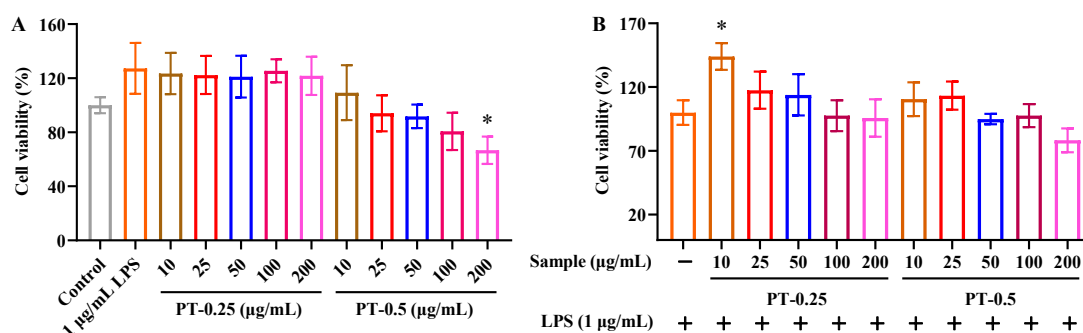 A
Cell viability (%)
160
120
80
40
0
*
Control
1 μg/mL LPS
10
25
50
100
200
10
25
50
100
200
PT-0.25 (μg/mL)
PT-0.5 (μg/mL)
B
Cell viability (%)
170
120
70
20
*
Sample (μg/mL)
– 10 25 50 100 200 10 25 50 100 200
PT-0.25
PT-0.5
LPS (1 μg/mL)
+ + + + + + + + + + +